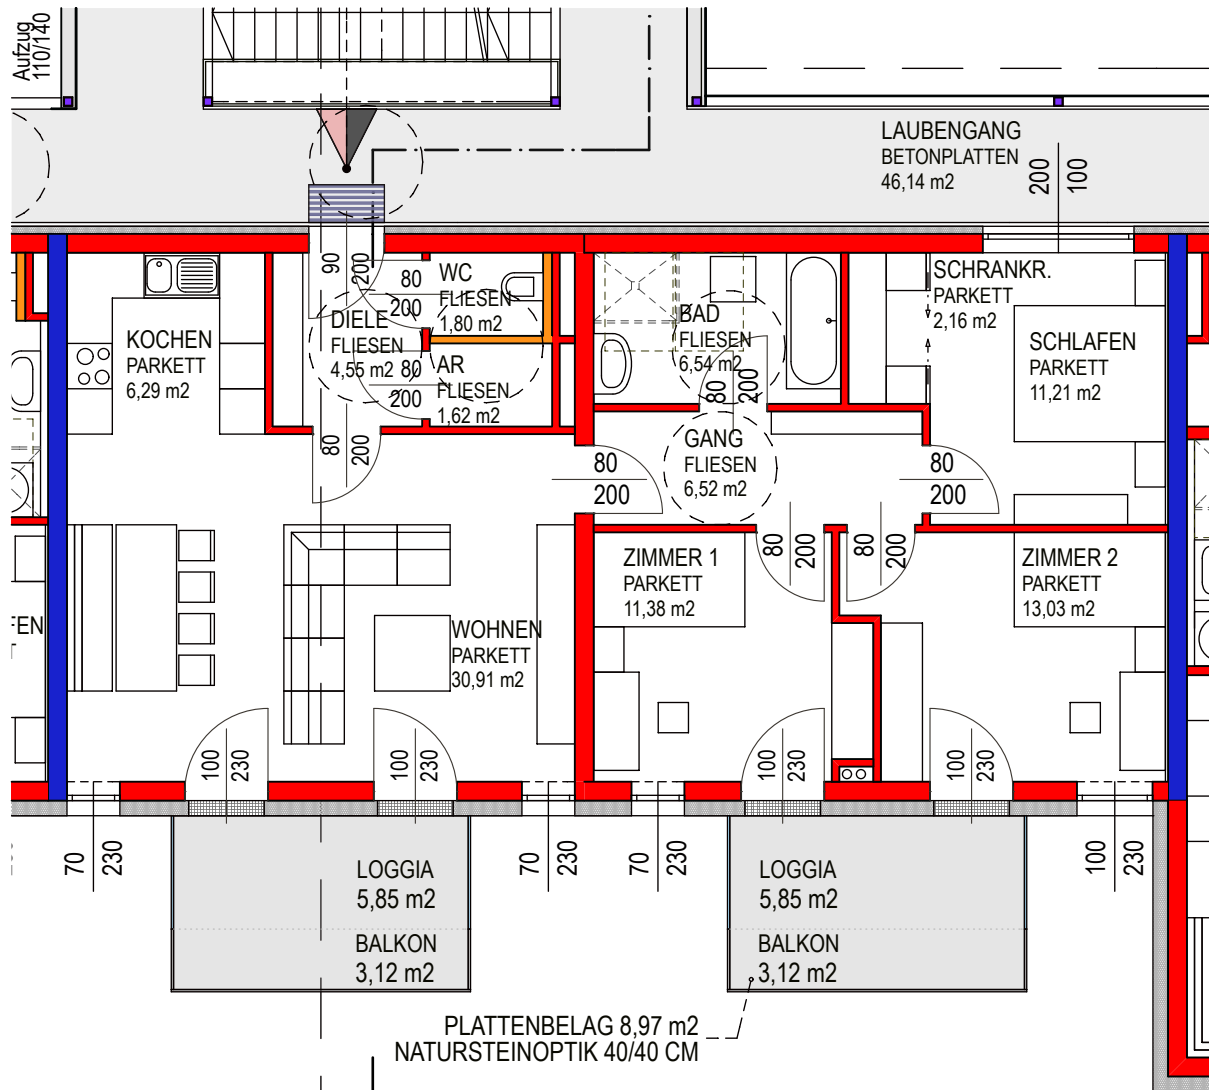 Aufzug
110/140
LAUBENGANG
BETONPLATTEN
46,14 m2
200
100
90
200
80
200
WC
FLIESEN
1,80 m2
DIELE
FLIESEN
4,55 m2
80
200
AR
FLIESEN
1,62 m2
KOCHEN
PARKETT
6,29 m2
80
200
BAD
FLIESEN
6,54 m2
80
200
SCHRANKR.
PARKETT
2,16 m2
SCHLAFEN
PARKETT
11,21 m2
GANG
FLIESEN
6,52 m2
80
200
80
200
80
200
80
200
ZIMMER 1
PARKETT
11,38 m2
ZIMMER 2
PARKETT
13,03 m2
FEN
WOHNEN
PARKETT
30,91 m2
100
230
100
230
100
230
100
230
70
230
70
230
70
230
100
230
LOGGIA
5,85 m2
BALKON
3,12 m2
LOGGIA
5,85 m2
BALKON
3,12 m2
PLATTENBELAG 8,97 m2
NATURSTEINOPTIK 40/40 CM